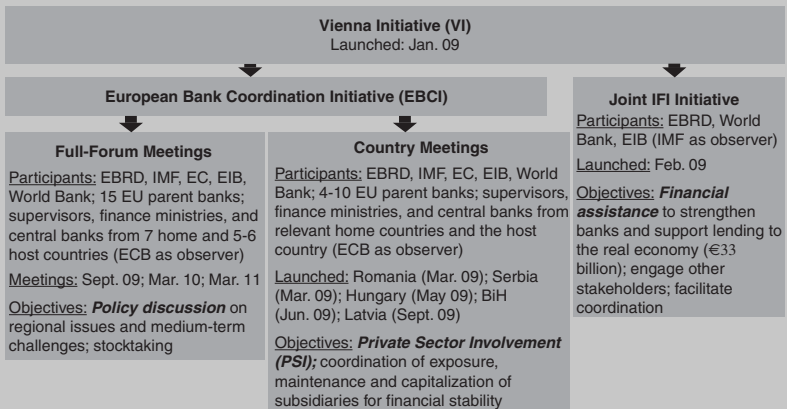 Vienna Initiative (VI)
Launched: Jan. 09
European Bank Coordination Initiative (EBCI)
Full-Forum Meetings
Participants: EBRD, IMF, EC, EIB,
World Bank; 15 EU parent banks;
supervisors, finance ministries, and
central banks from 7 home and 5-6
host countries (ECB as observer)
Meetings: Sept. 09; Mar. 10; Mar. 11
Objectives: Policy discussion on
regional issues and medium-term
challenges; stocktaking
Country Meetings
Participants: EBRD, IMF, EC, EIB, World
Bank; 4-10 EU parent banks; supervisors,
finance ministries, and central banks from
relevant home countries and the host
country (ECB as observer)
Launched: Romania (Mar. 09); Serbia
(Mar. 09); Hungary (May 09); BiH
(Jun. 09); Latvia (Sept. 09)
Objectives: Private Sector Involvement
(PSI); coordination of exposure,
maintenance and capitalization of
subsidiaries for financial stability
Joint IFI Initiative
Participants: EBRD, World
Bank, EIB (IMF as observer)
Launched: Feb. 09
Objectives: Financial
assistance to strengthen
banks and support lending to
the real economy (€33
billion); engage other
stakeholders; facilitate
coordination